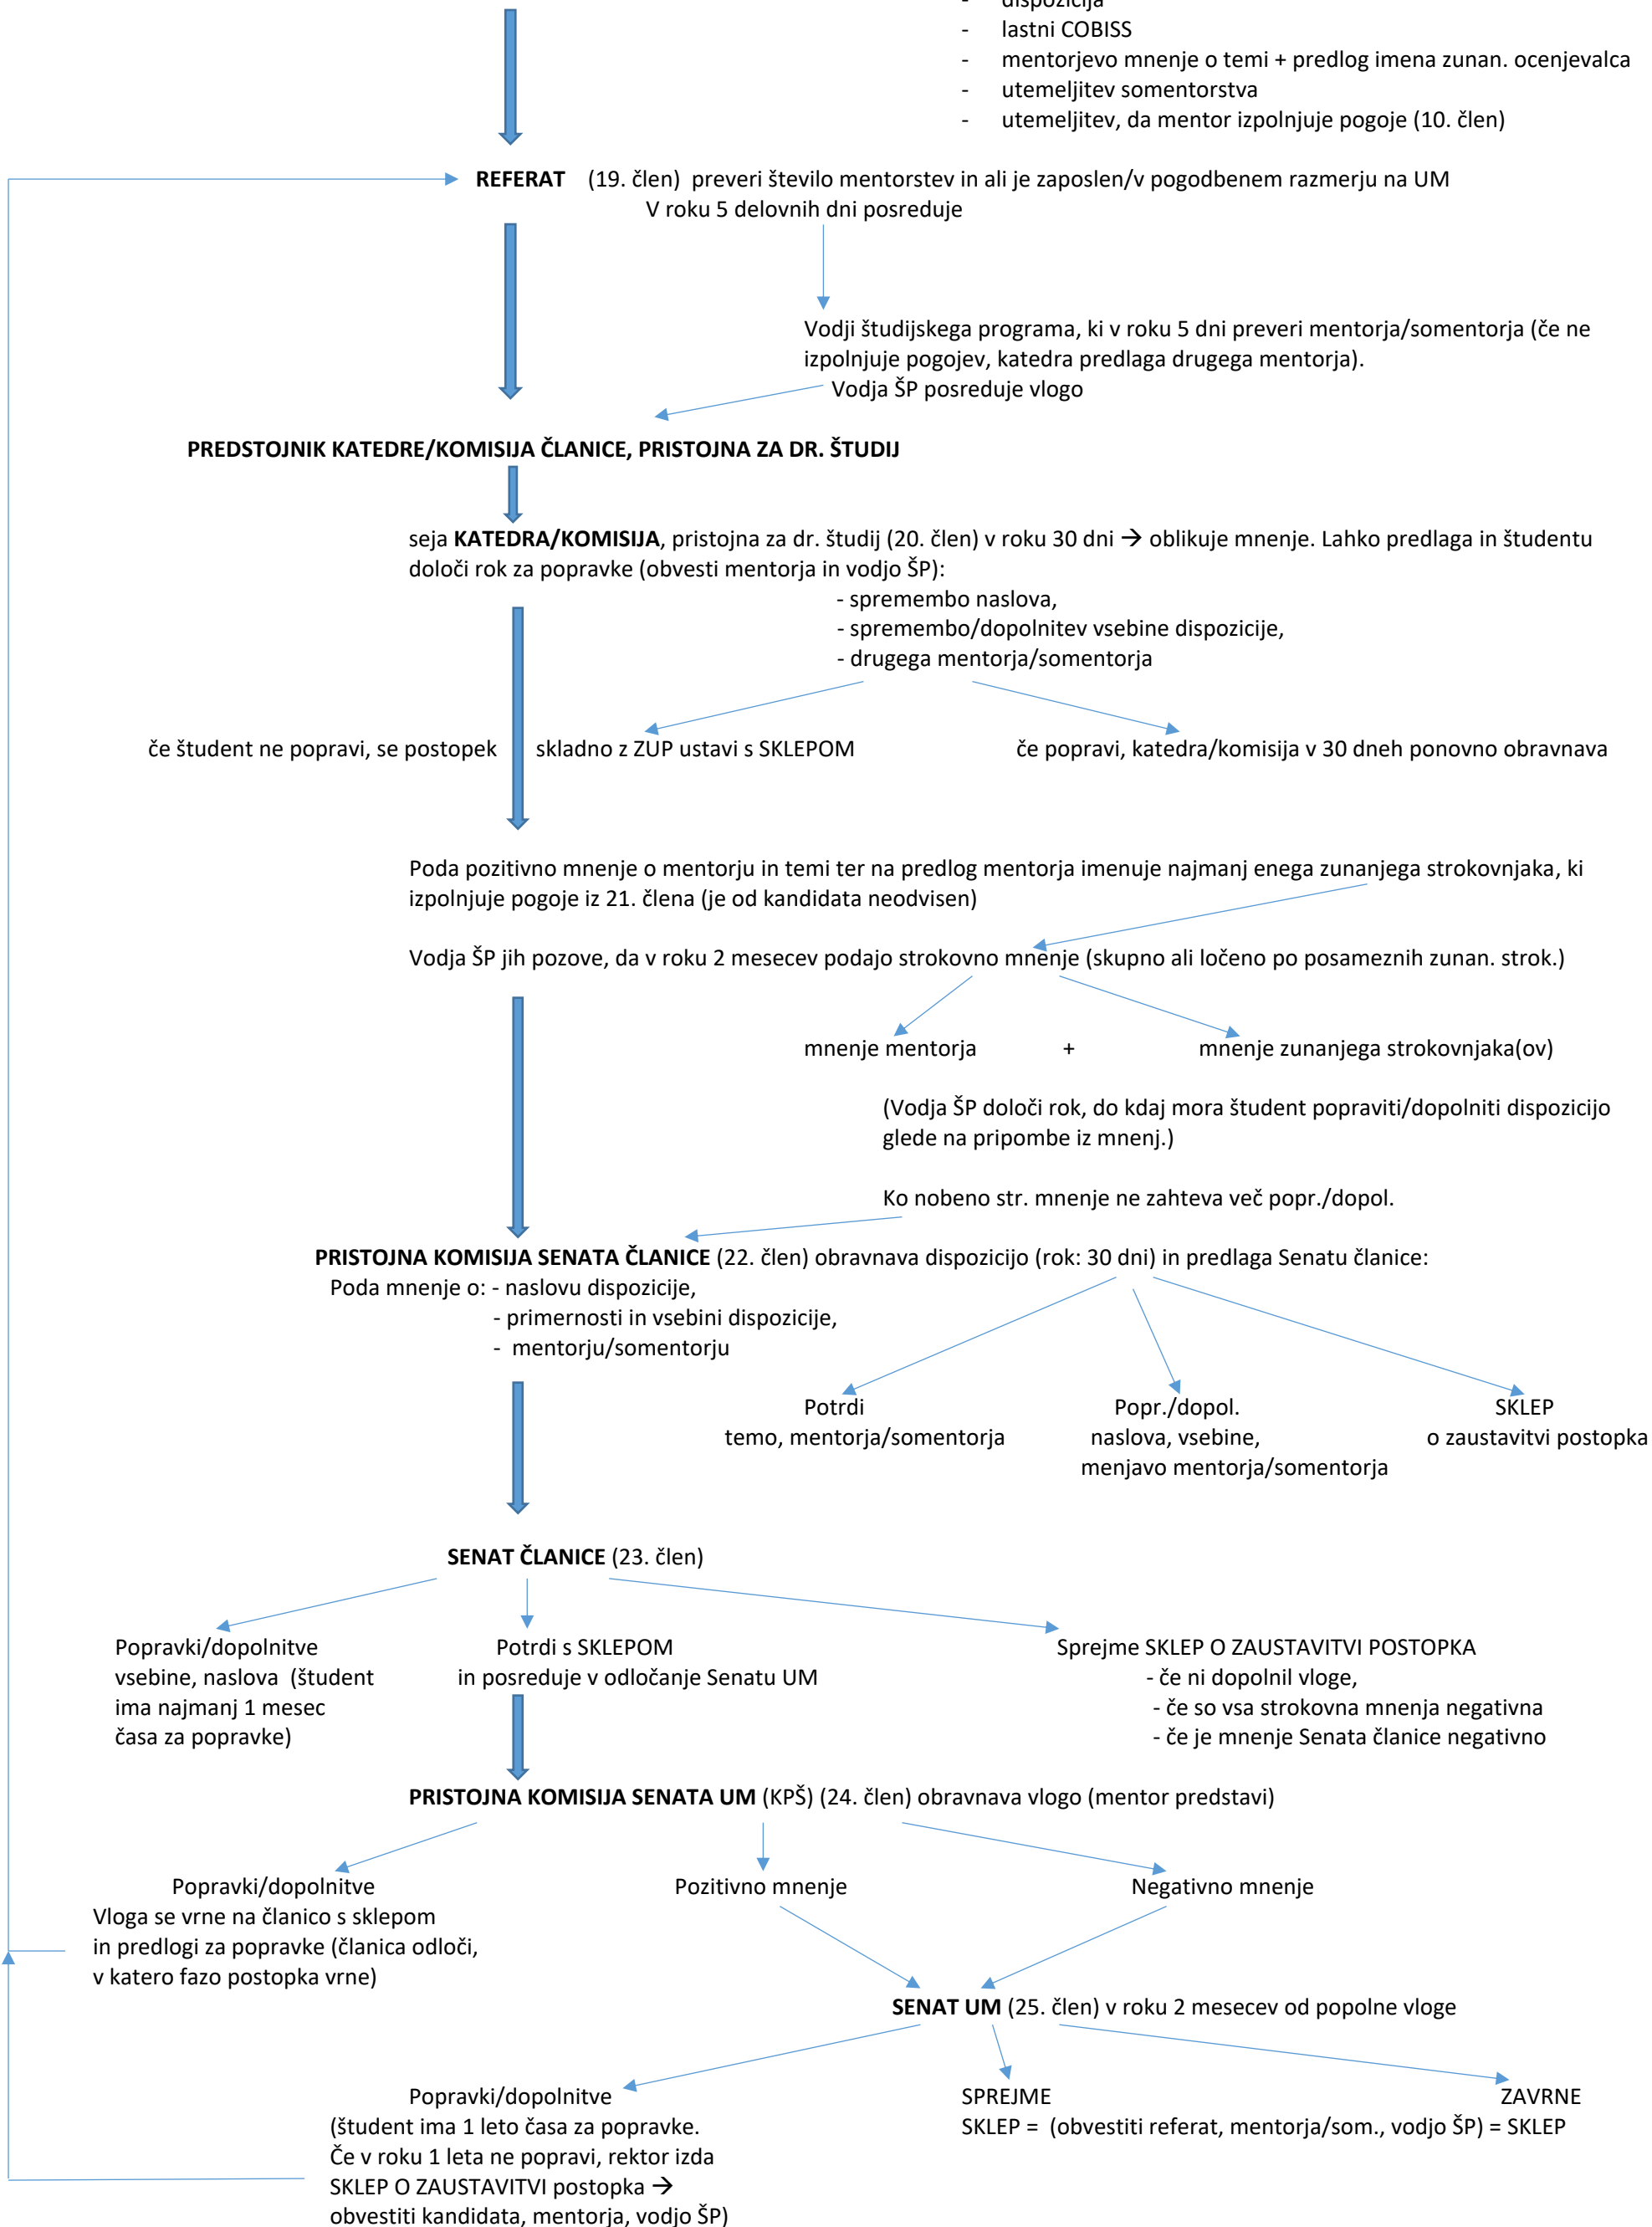 - dispozicija
- lastni COBISS
- mentorjevo mnenje o temi + predlog imena zunan. ocenjevalca
- utemeljitev somentorstva
- utemeljitev, da mentor izpolnjuje pogoje (10. člen)
REFERAT (19. člen) preveri število mentorstev in ali je zaposlen/v pogodbenem razmerju na UM
V roku 5 delovnih dni posreduje
Vodji študijskega programa, ki v roku 5 dni preveri mentorja/somentorja (če ne
izpolnjuje pogojev, katedra predlaga drugega mentorja).
Vodja ŠP posreduje vlogo
PREDSTOJNIK KATEDRE/KOMISIJA ČLANICE, PRISTOJNA ZA DR. ŠTUDIJ
seja KATEDRA/KOMISIJA, pristojna za dr. študij (20. člen) v roku 30 dni → oblikuje mnenje. Lahko predlaga in študentu
določi rok za popravke (obvesti mentorja in vodjo ŠP):
- spremembo naslova,
- spremembo/dopolnitev vsebine dispozicije,
- drugega mentorja/somentorja
če študent ne popravi, se postopek skladno z ZUP ustavi s SKLEPOM če popravi, katedra/komisija v 30 dneh ponovno obravnava
Poda pozitivno mnenje o mentorju in temi ter na predlog mentorja imenuje najmanj enega zunanjega strokovnjaka, ki
izpolnjuje pogoje iz 21. člena (je od kandidata neodvisen)
Vodja ŠP jih pozove, da v roku 2 mesecev podajo strokovno mnenje (skupno ali ločeno po posameznih zunan. strok.)
mnenje mentorja + mnenje zunanjega strokovnjaka(ov)
(Vodja ŠP določi rok, do kdaj mora študent popraviti/dopolniti dispozicijo
glede na pripombe iz mnenj.)
Ko nobeno str. mnenje ne zahteva več popr./dopol.
PRISTOJNA KOMISIJA SENATA ČLANICE (22. člen) obravnava dispozicijo (rok: 30 dni) in predlaga Senatu članice:
Poda mnenje o: - naslovu dispozicije,
- primernosti in vsebini dispozicije,
- mentorju/somentorju
Potrdi
temo, mentorja/somentorja
Popr./dopol.
naslova, vsebine,
menjavo mentorja/somentorja
SKLEP
o zaustavitvi postopka
SENAT ČLANICE (23. člen)
Popravki/dopolnitve
vsebine, naslova (študent
ima najmanj 1 mesec
časa za popravke)
Potrdi s SKLEPOM
in posreduje v odločanje Senatu UM
Sprejme SKLEP O ZAUSTAVITVI POSTOPKA
- če ni dopolnil vloge,
- če so vsa strokovna mnenja negativna
- če je mnenje Senata članice negativno
PRISTOJNA KOMISIJA SENATA UM (KPŠ) (24. člen) obravnava vlogo (mentor predstavi)
Popravki/dopolnitve
Vloga se vrne na članico s sklepom
in predlogi za popravke (članica odloči,
v katero fazo postopka vrne)
Pozitivno mnenje
Negativno mnenje
SENAT UM (25. člen) v roku 2 mesecev od popolne vloge
Popravki/dopolnitve
(študent ima 1 leto časa za popravke.
Če v roku 1 leta ne popravi, rektor izda
SKLEP O ZAUSTAVITVI postopka →
obvestiti kandidata, mentorja, vodjo ŠP)
SPREJME ZAVRNE
SKLEP = (obvestiti referat, mentorja/som., vodjo ŠP) = SKLEP